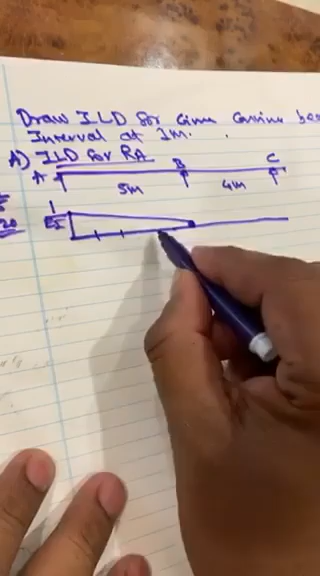 Draw ILD for Given
Interval at 1m.
A) ILD for RA
A B C
5m 4m
1